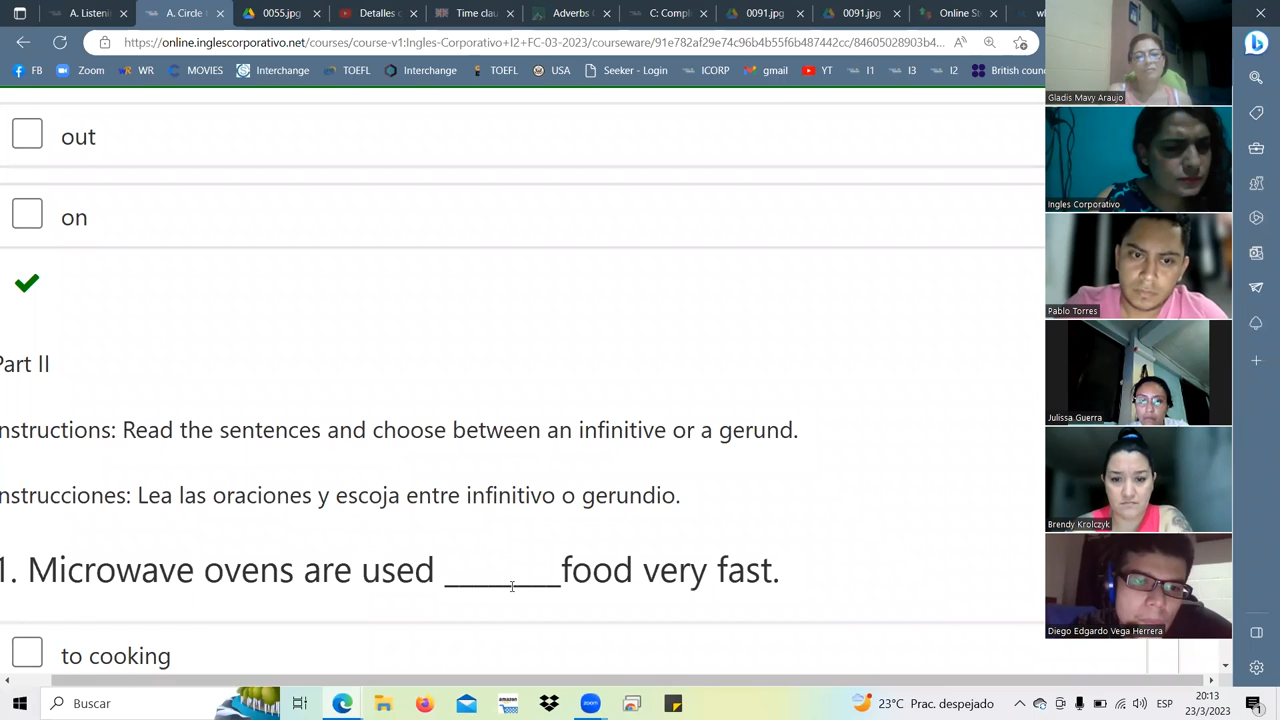 A. Listeni
A. Circle
0055.jpg
Detalles c
Time clau
Adverbs
C: Compl
0091.jpg
0091.jpg
Online St
wl
https://online.inglescorporativo.net/courses/course-v1:Ingles-Corporativo+I2+FC-03-2023/courseware/91e782af29e74c96b4b55f6b487442cc/84605028903b4...
FB
Zoom
WR
MOVIES
Interchange
TOEFL
Interchange
TOEFL
USA
Seeker - Login
ICORP
gmail
YT
I1
I3
I2
British coun
out
on
Part II
nstructions: Read the sentences and choose between an infinitive or a gerund.
nstrucciones: Lea las oraciones y escoja entre infinitivo o gerundio.
1. Microwave ovens are used ______food very fast.
to cooking
Gladis Mavy Araujo
Ingles Corporativo
Pablo Torres
Julissa Guerra
Brendy Krolczyk
Diego Edgardo Vega Herrera
Buscar
amazon
zoom
23°C Prac. despejado
ESP
20:13
23/3/2023
1